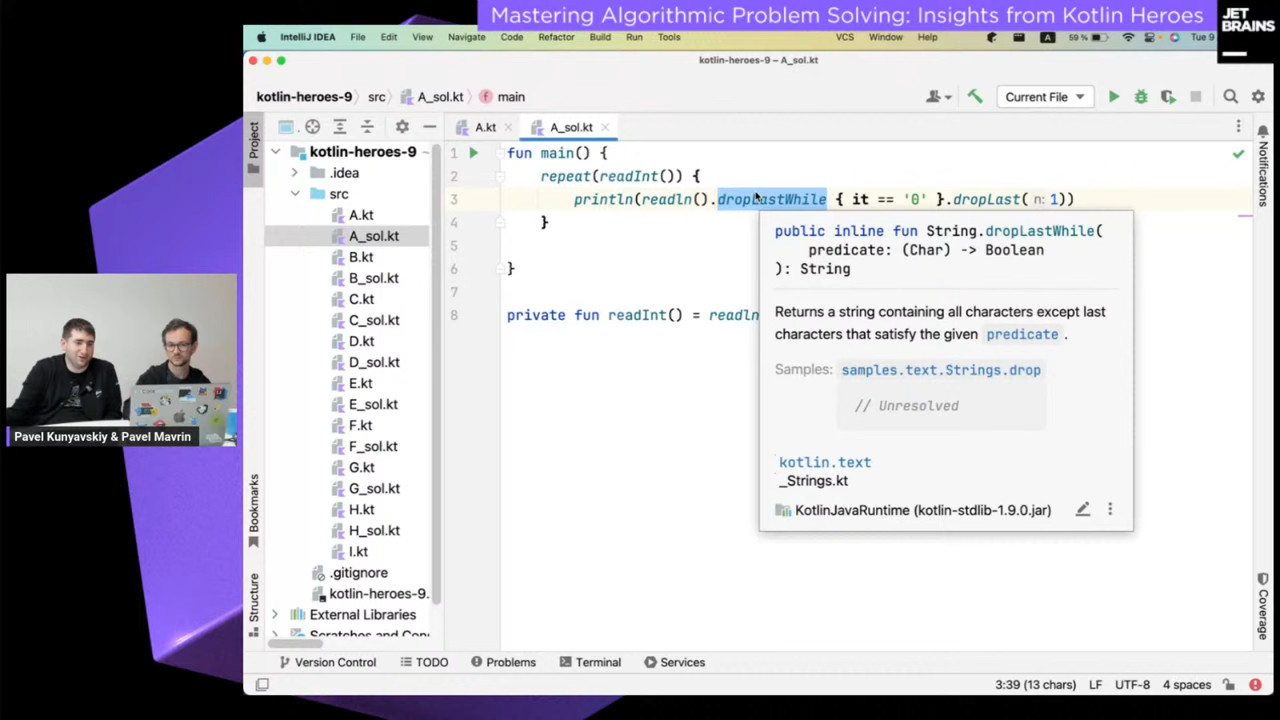 Mastering Algorithmic Problem Solving: Insights from Kotlin Heroes
JET
BRAINS
IntelliJ IDEA File Edit View Navigate Code Refactor Build Run Tools VCS Window Help A 59 % Tue 9
kotlin-heroes-9 – A_sol.kt
kotlin-heroes-9 src A_sol.kt main Current File
Project
kotlin-heroes-9
.idea
src
A.kt
A_sol.kt
B.kt
B_sol.kt
C.kt
C_sol.kt
D.kt
D_sol.kt
E.kt
E_sol.kt
F.kt
F_sol.kt
G.kt
G_sol.kt
H.kt
H_sol.kt
I.kt
.gitignore
kotlin-heroes-9.
External Libraries
A.kt A_sol.kt
1 fun main() {
2 repeat(readInt()) {
3 println(readln().dropLastWhile { it == '0' }.dropLast( n: 1))
4 }
5
6 }
7
8 private fun readInt() = readln
public inline fun String.dropLastWhile(
predicate: (Char) -> Boolean
): String
Returns a string containing all characters except last
characters that satisfy the given predicate .
Samples: samples.text.Strings.drop
// Unresolved
kotlin.text
_Strings.kt
KotlinJavaRuntime (kotlin-stdlib-1.9.0.jar)
Notifications
Coverage
Bookmarks
Structure
Pavel Kunyavskiy & Pavel Mavrin
Version Control TODO Problems Terminal Services
3:39 (13 chars) LF UTF-8 4 spaces